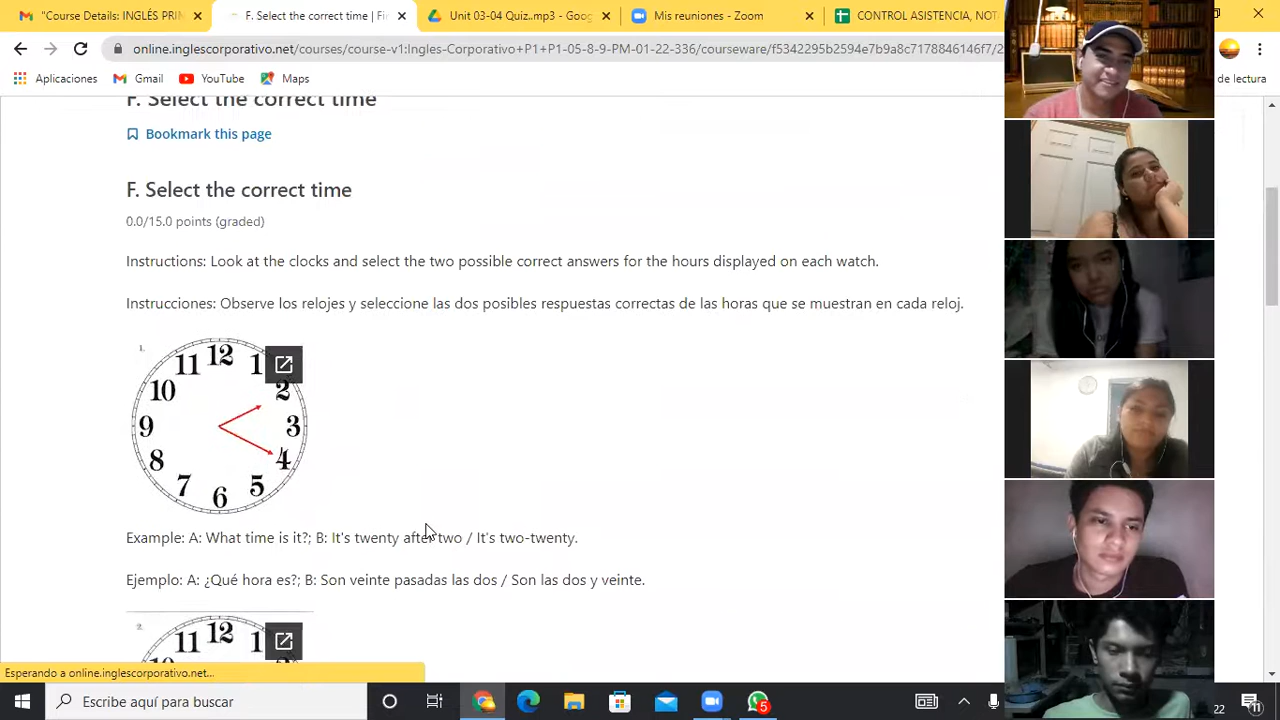 "Course Details: INGLÉS PRIN
F. Select the correct time | F
Unit 03-04 Quiz..mp3 - Goog
Mis reuniones - Zoom
CONTROL ASISTENCIA_NOT
online.inglescorporativo.net/courses/course-v1:Ingles-Corporativo+P1+P1-05-8-9-PM-01-22-336/courseware/f5342295b2594e7b9a8c7178846146f7/2
Aplicaciones
Gmail
YouTube
Maps
de lectura
F. Select the correct time
Bookmark this page
F. Select the correct time
0.0/15.0 points (graded)
Instructions: Look at the clocks and select the two possible correct answers for the hours displayed on each watch.
Instrucciones: Observe los relojes y seleccione las dos posibles respuestas correctas de las horas que se muestran en cada reloj.
1.
12
11
1
10
2
9
3
8
4
7
5
6
Example: A: What time is it?; B: It's twenty after two / It's two-twenty.
Ejemplo: A: ¿Qué hora es?; B: Son veinte pasadas las dos / Son las dos y veinte.
2.
12
11
1
Esperando a online.inglescorporativo.net...
Escribe aquí para buscar
5
22
11